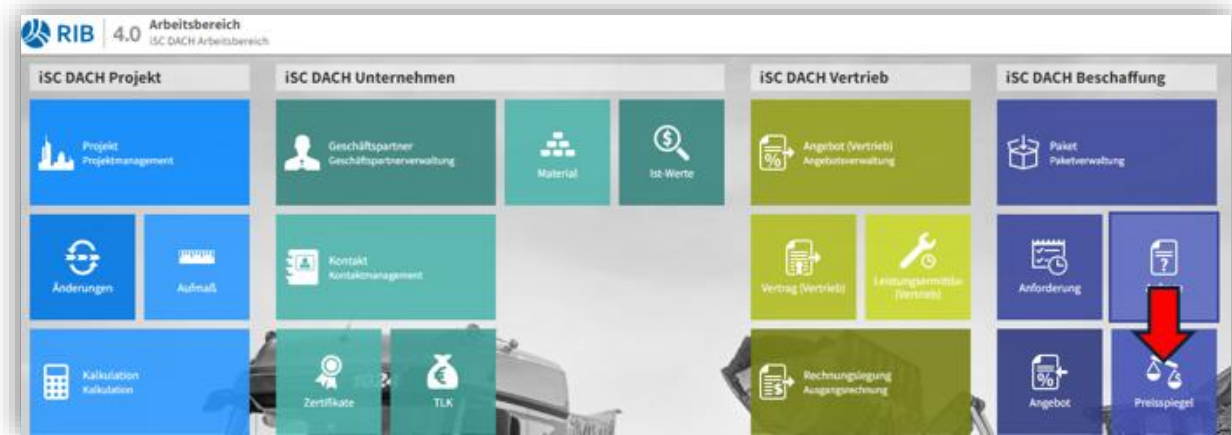 RIB 4.0 Arbeitsbereich
iSC DACH Arbeitsbereich
iSC DACH Projekt
Projekt
Projektmanagement
Änderungen
Aufmaß
Kalkulation
Kalkulation
iSC DACH Unternehmen
Geschäftspartner
Geschäftspartnerverwaltung
Material
Ist-Werte
Kontakt
Kontaktmanagement
Zertifikate
TLK
iSC DACH Vertrieb
Angebot (Vertrieb)
Angebotsverwaltung
Vertrag (Vertrieb)
Leistungsermittlu
(Vertrieb)
Rechnungslegung
Ausgangsrechnung
iSC DACH Beschaffung
Paket
Paketverwaltung
Anforderung
Angebot
Preisspiegel